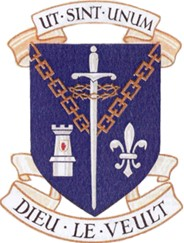 UT · SINT · UNUM
DIEU · LE · VEULT